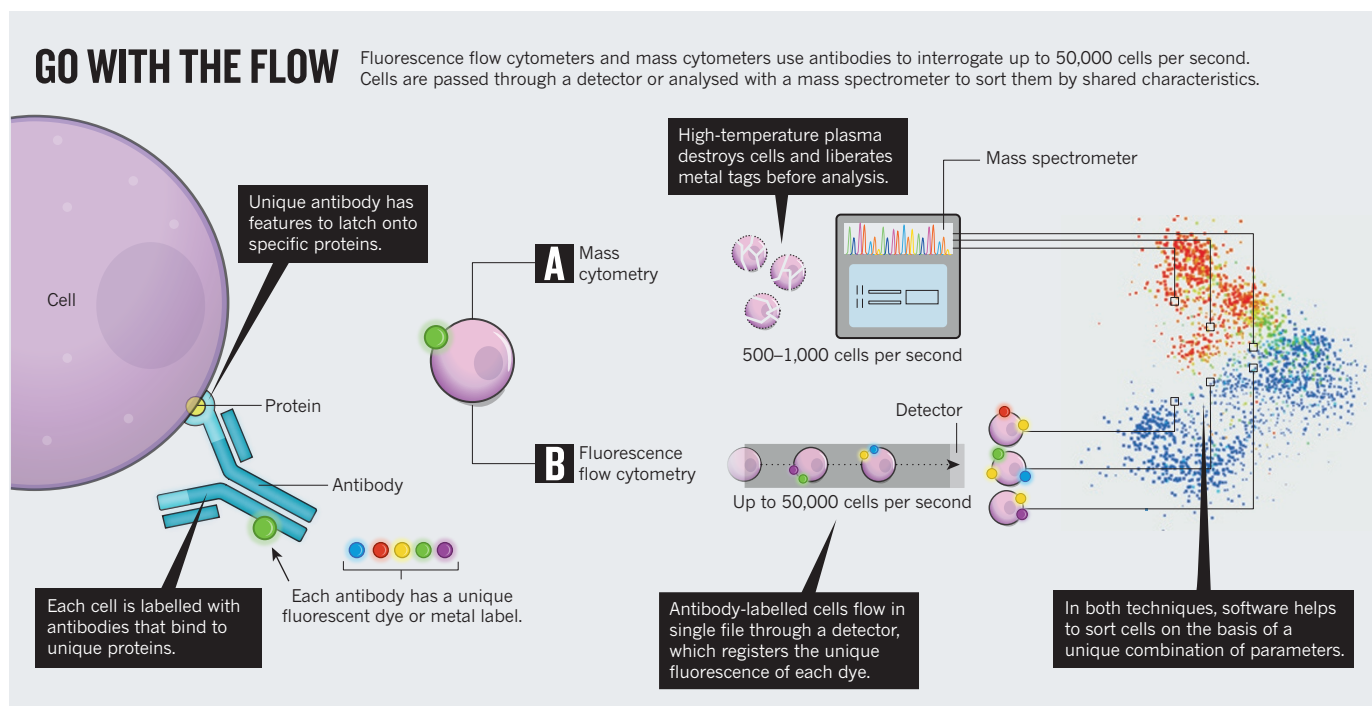 GO WITH THE FLOW
Fluorescence flow cytometers and mass cytometers use antibodies to interrogate up to 50,000 cells per second.
Cells are passed through a detector or analysed with a mass spectrometer to sort them by shared characteristics.
Cell
Unique antibody has
features to latch onto
specific proteins.
Protein
Antibody
Each cell is labelled with
antibodies that bind to
unique proteins.
Each antibody has a unique
fluorescent dye or metal label.
A
Mass
cytometry
B
Fluorescence
flow cytometry
High-temperature plasma
destroys cells and liberates
metal tags before analysis.
Mass spectrometer
500–1,000 cells per second
Detector
Up to 50,000 cells per second
Antibody-labelled cells flow in
single file through a detector,
which registers the unique
fluorescence of each dye.
In both techniques, software helps
to sort cells on the basis of a
unique combination of parameters.